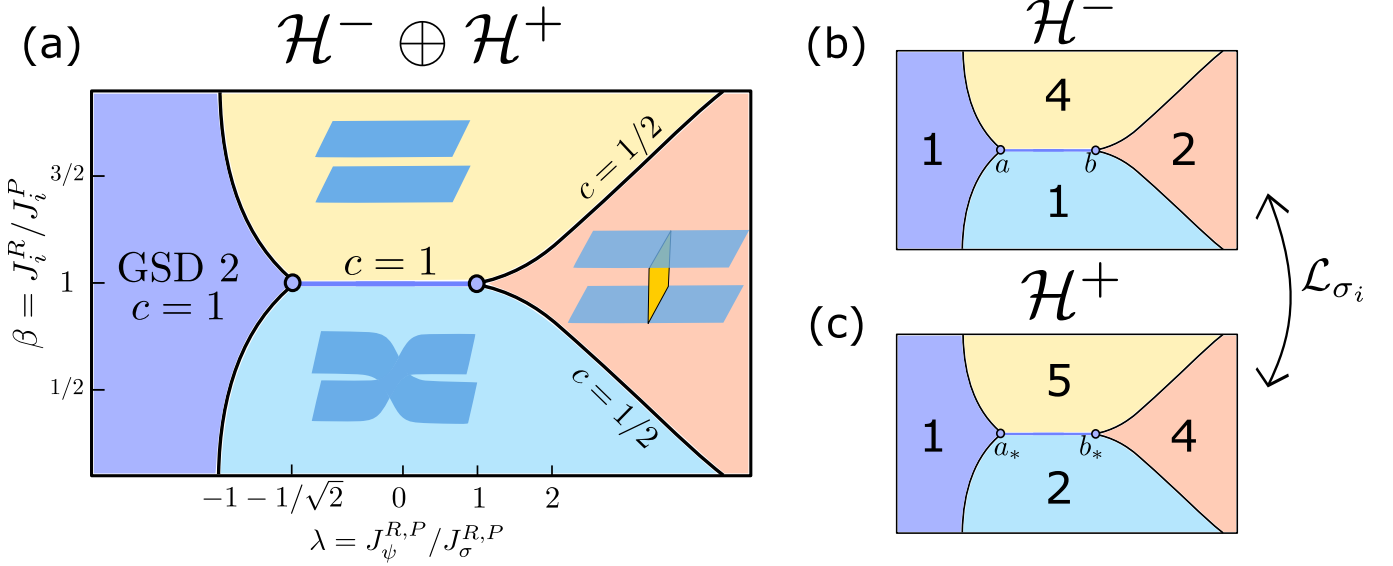 (a)
ℋ⁻ ⊕ ℋ⁺
β = J_i^R / J_i^P
3/2
1
1/2
GSD 2
c = 1
c = 1
c = 1/2
c = 1/2
−1 − 1/√2
0
1
2
λ = J_ψ^{R,P} / J_σ^{R,P}
(b)
ℋ⁻
4
1
2
a
b
1
(c)
ℋ⁺
5
1
4
a_*
b_*
2
ℒ_{σ_i}